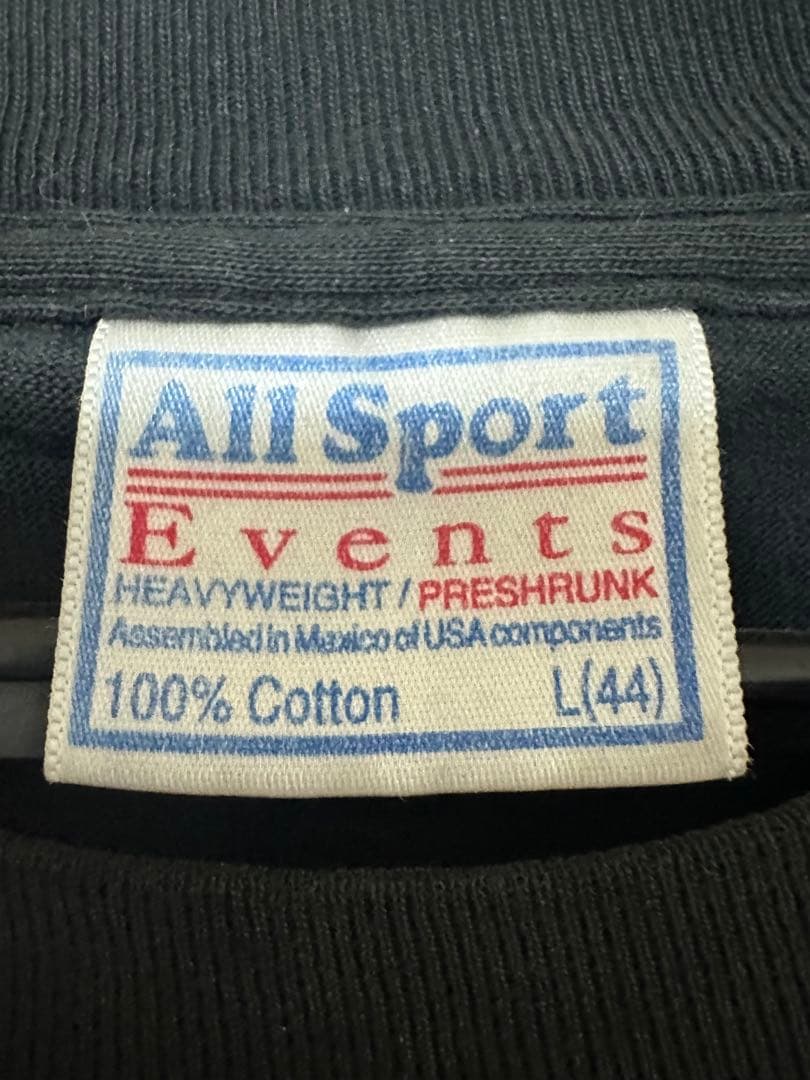 All Sport
Events
HEAVYWEIGHT / PRESHRUNK
Assembled in Mexico of USA components
100% Cotton L(44)